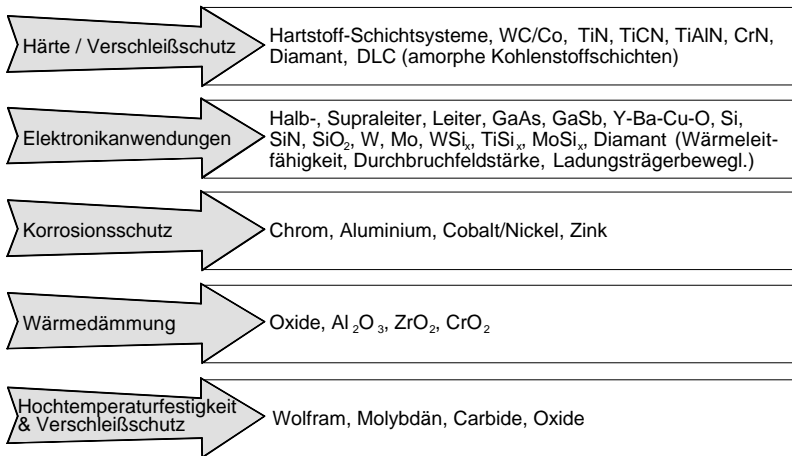 Härte / Verschleißschutz
Hartstoff-Schichtsysteme, WC/Co, TiN, TiCN, TiAlN, CrN,
Diamant, DLC (amorphe Kohlenstoffschichten)
Elektronikanwendungen
Halb-, Supraleiter, Leiter, GaAs, GaSb, Y-Ba-Cu-O, Si,
SiN, SiO₂, W, Mo, WSiₓ, TiSiₓ, MoSiₓ, Diamant (Wärmeleit-
fähigkeit, Durchbruchfeldstärke, Ladungsträgerbewegl.)
Korrosionsschutz
Chrom, Aluminium, Cobalt/Nickel, Zink
Wärmedämmung
Oxide, Al₂O₃, ZrO₂, CrO₂
Hochtemperaturfestigkeit
& Verschleißschutz
Wolfram, Molybdän, Carbide, Oxide